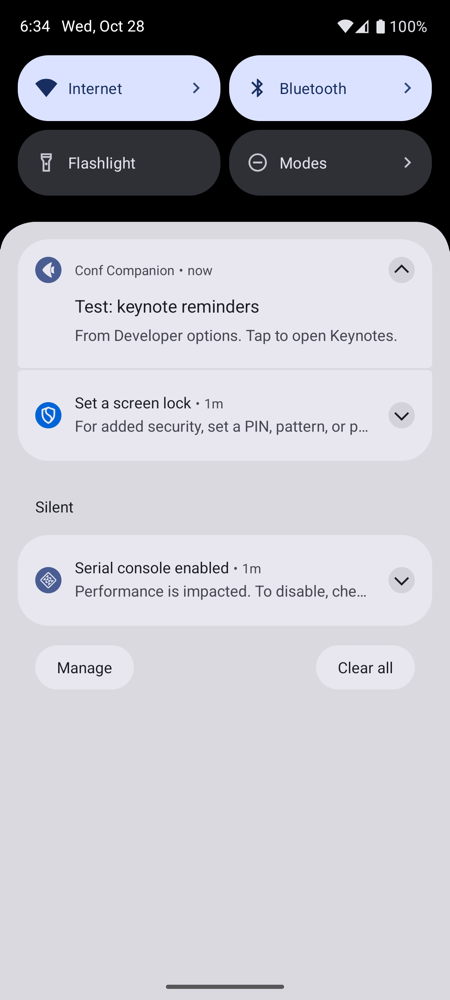 6:34 Wed, Oct 28 100%
Internet
Bluetooth
Flashlight
Modes
Conf Companion • now
Test: keynote reminders
From Developer options. Tap to open Keynotes.
Set a screen lock • 1m
For added security, set a PIN, pattern, or p…
Silent
Serial console enabled • 1m
Performance is impacted. To disable, che…
Manage
Clear all